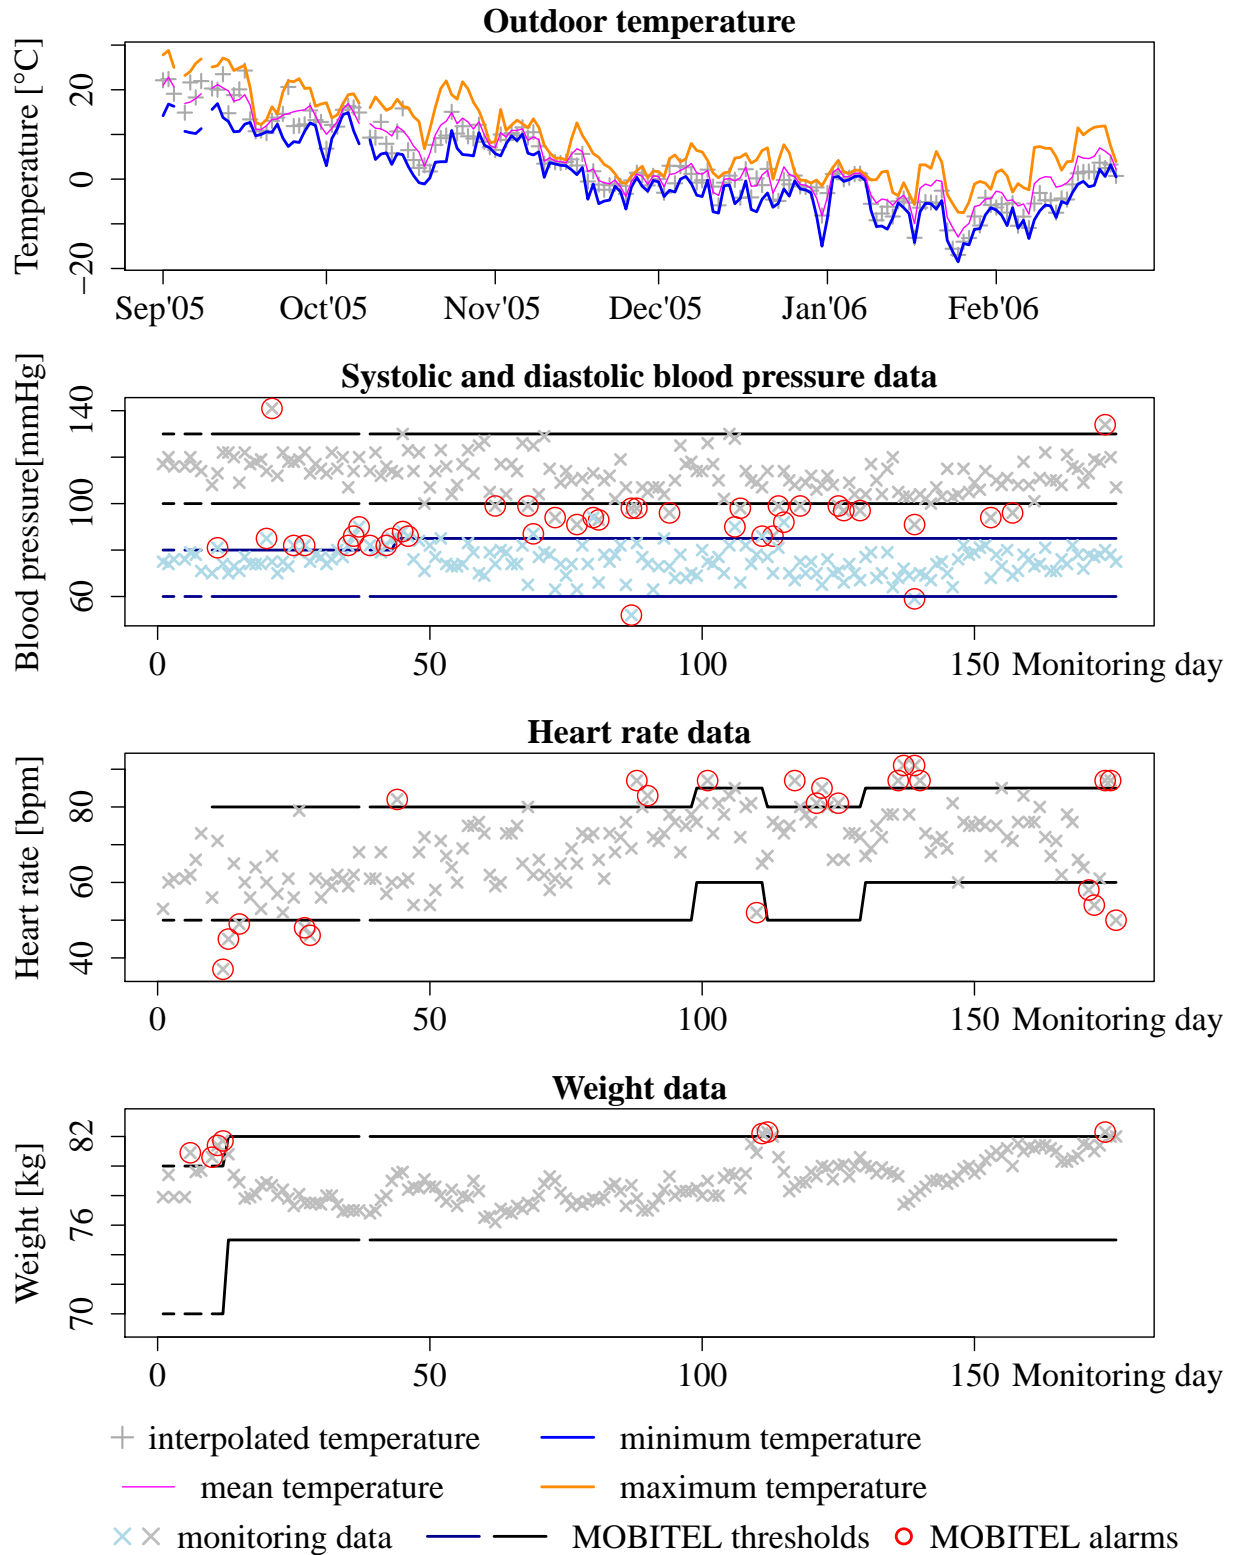 Outdoor temperature
Temperature [°C]
20
0
−20
Sep'05 Oct'05 Nov'05 Dec'05 Jan'06 Feb'06
Systolic and diastolic blood pressure data
Blood pressure[mmHg]
140
100
60
0 50 100 150 Monitoring day
Heart rate data
Heart rate [bpm]
80
60
40
0 50 100 150 Monitoring day
Weight data
Weight [kg]
82
76
70
0 50 100 150 Monitoring day
interpolated temperature minimum temperature
mean temperature maximum temperature
monitoring data MOBITEL thresholds MOBITEL alarms